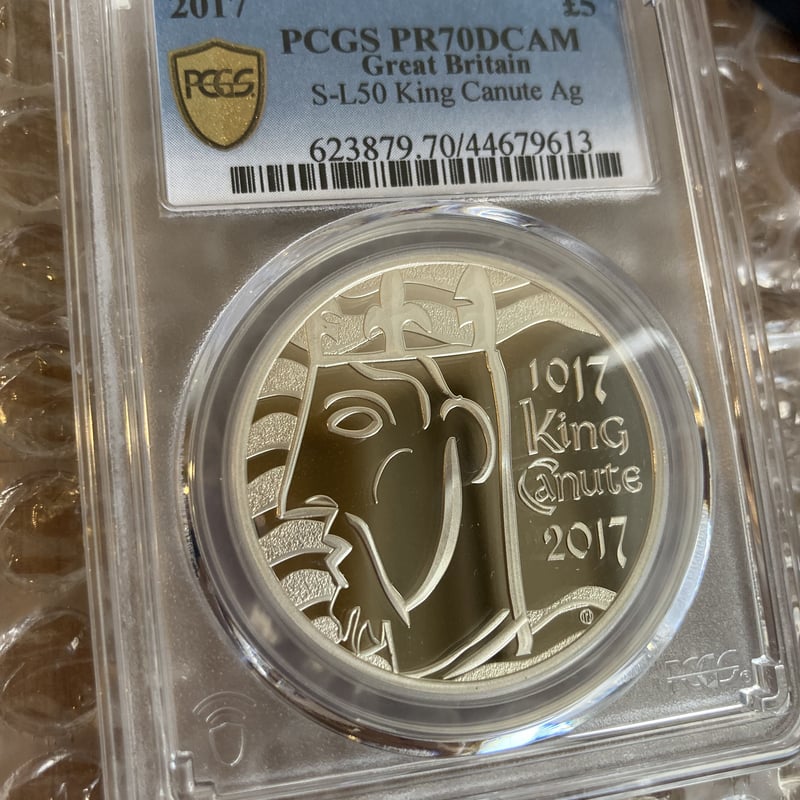 2017 £5
PCGS PR70DCAM
Great Britain
S-L50 King Canute Ag
623879.70/44679613
PCGS
1017
King
Canute
2017
PCGS